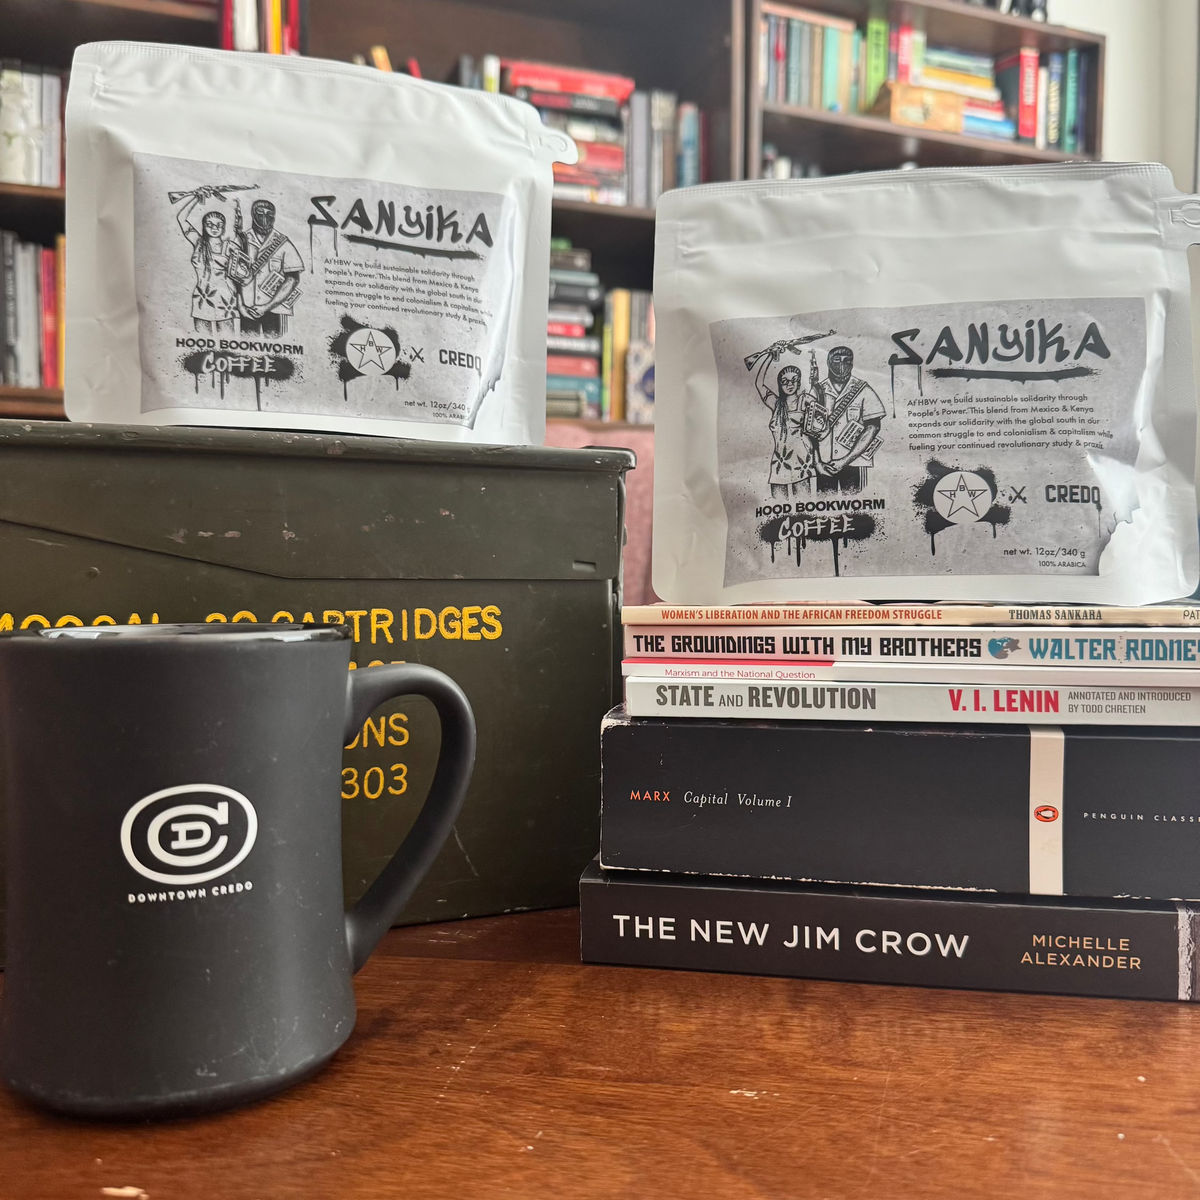 SANYiKA
At HBW we build sustainable solidarity through
People's Power. This blend from Mexico & Kenya
expands our solidarity with the global south in our
common struggle to end colonialism & capitalism while
fueling your continued revolutionary study & praxis.
HOOD BOOKWORM
COFFEE
HBW
X
CREDO
net wt. 12oz/340 g
100% ARABICA
SANYiKA
At HBW we build sustainable solidarity through
People's Power. This blend from Mexico & Kenya
expands our solidarity with the global south in our
common struggle to end colonialism & capitalism while
fueling your continued revolutionary study & praxis.
HOOD BOOKWORM
COFFEE
HBW
X
CREDO
net wt. 12oz/340 g
100% ARABICA
CARTRIDGES
303
CD
DOWNTOWN CREDO
WOMEN'S LIBERATION AND THE AFRICAN FREEDOM STRUGGLE THOMAS SANKARA PAT
THE GROUNDINGS WITH MY BROTHERS WALTER RODNEY
Marxism and the National Question
STATE AND REVOLUTION V. I. LENIN ANNOTATED AND INTRODUCED
BY TODD CHRETIEN
MARX Capital Volume I PENGUIN CLASSI
THE NEW JIM CROW MICHELLE
ALEXANDER